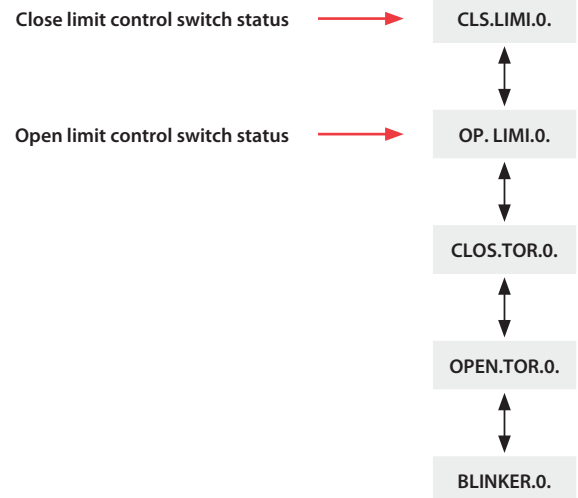 Close limit control switch status
CLS.LIMI.0.
Open limit control switch status
OP. LIMI.0.
CLOS.TOR.0.
OPEN.TOR.0.
BLINKER.0.